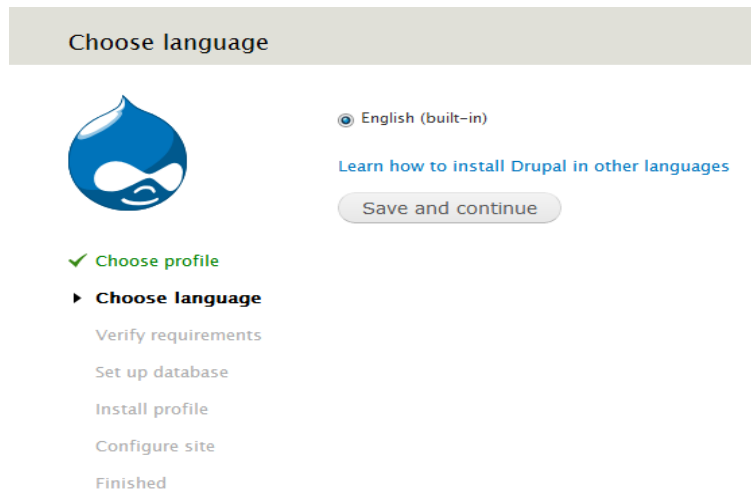 Choose language
English (built-in)
Learn how to install Drupal in other languages
Save and continue
Choose profile
Choose language
Verify requirements
Set up database
Install profile
Configure site
Finished